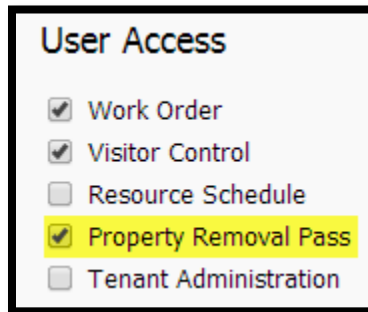 User Access
Work Order
Visitor Control
Resource Schedule
Property Removal Pass
Tenant Administration